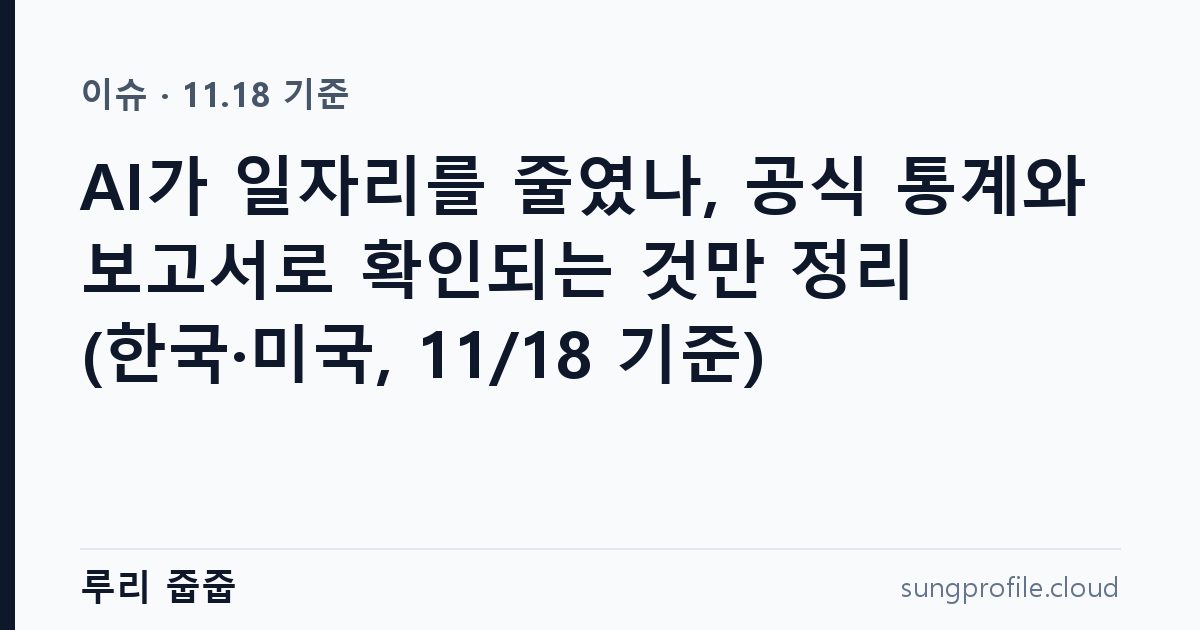 이슈 · 11.18 기준
AI가 일자리를 줄였나, 공식 통계와
보고서로 확인되는 것만 정리
(한국·미국, 11/18 기준)
루리 줍줍
sungprofile.cloud